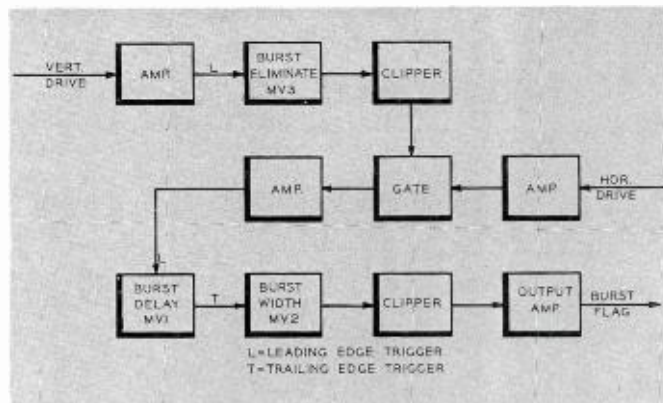 VERT.
DRIVE
AMP.
L
BURST
ELIMINATE
MV3
CLIPPER
AMP.
GATE
AMP.
HOR.
DRIVE
L
BURST
DELAY
MV1
T
BURST
WIDTH
MV2
CLIPPER
OUTPUT
AMP.
BURST
FLAG
L=LEADING EDGE TRIGGER
T=TRAILING EDGE TRIGGER